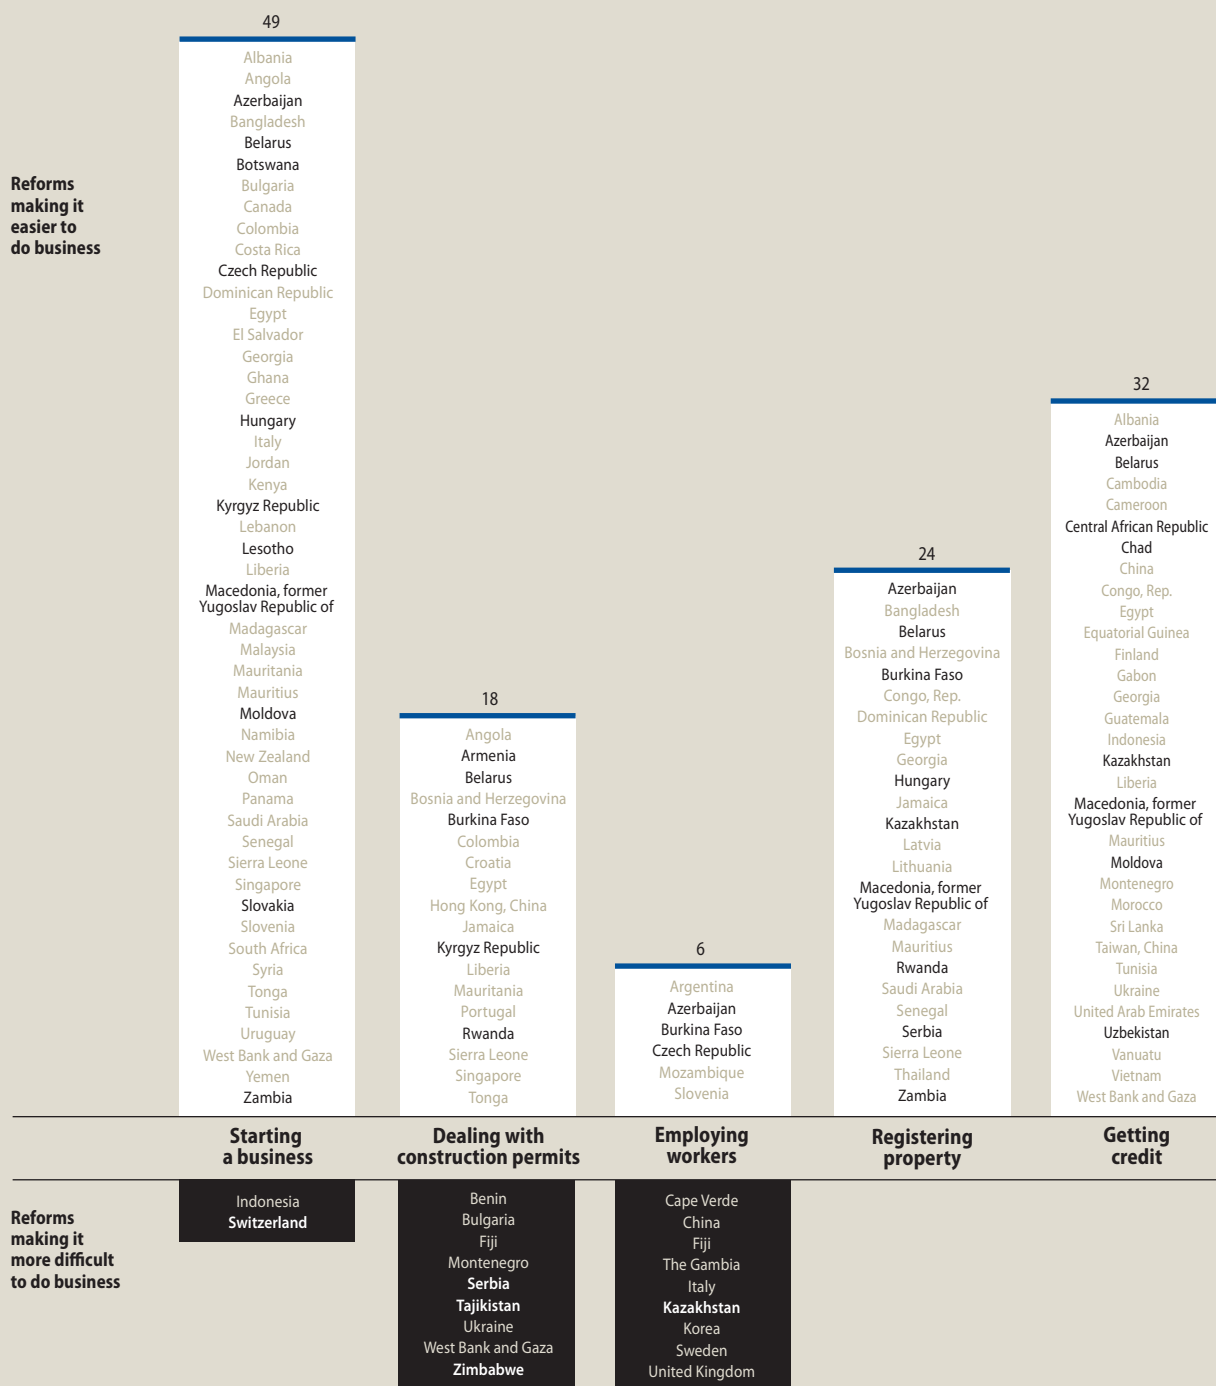 49
Albania
Angola
Azerbaijan
Bangladesh
Belarus
Botswana
Bulgaria
Canada
Colombia
Costa Rica
Czech Republic
Dominican Republic
Egypt
El Salvador
Georgia
Ghana
Greece
Hungary
Italy
Jordan
Kenya
Kyrgyz Republic
Lebanon
Lesotho
Liberia
Macedonia, former
Yugoslav Republic of
Madagascar
Malaysia
Mauritania
Mauritius
Moldova
Namibia
New Zealand
Oman
Panama
Saudi Arabia
Senegal
Sierra Leone
Singapore
Slovakia
Slovenia
South Africa
Syria
Tonga
Tunisia
Uruguay
West Bank and Gaza
Yemen
Zambia
Reforms
making it
easier to
do business
18
Angola
Armenia
Belarus
Bosnia and Herzegovina
Burkina Faso
Colombia
Croatia
Egypt
Hong Kong, China
Jamaica
Kyrgyz Republic
Liberia
Mauritania
Portugal
Rwanda
Sierra Leone
Singapore
Tonga
6
Argentina
Azerbaijan
Burkina Faso
Czech Republic
Mozambique
Slovenia
24
Azerbaijan
Bangladesh
Belarus
Bosnia and Herzegovina
Burkina Faso
Congo, Rep.
Dominican Republic
Egypt
Georgia
Hungary
Jamaica
Kazakhstan
Latvia
Lithuania
Macedonia, former
Yugoslav Republic of
Madagascar
Mauritius
Rwanda
Saudi Arabia
Senegal
Serbia
Sierra Leone
Thailand
Zambia
32
Albania
Azerbaijan
Belarus
Cambodia
Cameroon
Central African Republic
Chad
China
Congo, Rep.
Egypt
Equatorial Guinea
Finland
Gabon
Georgia
Guatemala
Indonesia
Kazakhstan
Liberia
Macedonia, former
Yugoslav Republic of
Mauritius
Moldova
Montenegro
Morocco
Sri Lanka
Taiwan, China
Tunisia
Ukraine
United Arab Emirates
Uzbekistan
Vanuatu
Vietnam
West Bank and Gaza
Starting
a business
Dealing with
construction permits
Employing
workers
Registering
property
Getting
credit
Reforms
making it
more difficult
to do business
Indonesia
Switzerland
Benin
Bulgaria
Fiji
Montenegro
Serbia
Tajikistan
Ukraine
West Bank and Gaza
Zimbabwe
Cape Verde
China
Fiji
The Gambia
Italy
Kazakhstan
Korea
Sweden
United Kingdom